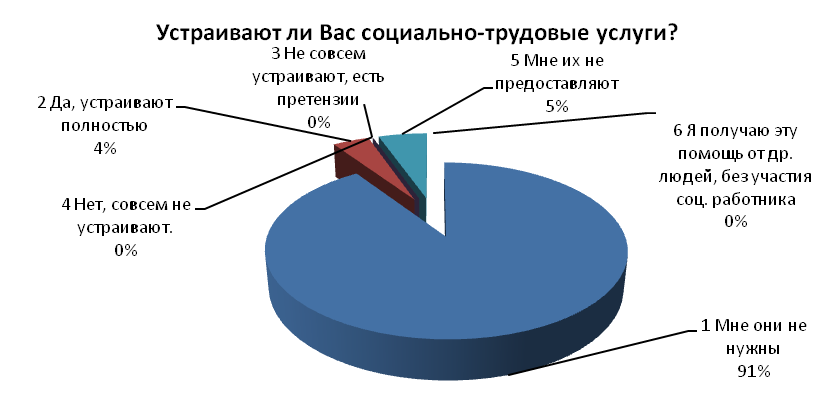 Устраивают ли Вас социально-трудовые услуги?
3 Не совсем
устраивают, есть
претензии
0%
5 Мне их не
предоставляют
5%
2 Да, устраивают
полностью
4%
6 Я получаю эту
помощь от др.
людей, без участия
соц. работника
0%
4 Нет, совсем не
устраивают.
0%
1 Мне они не
нужны
91%